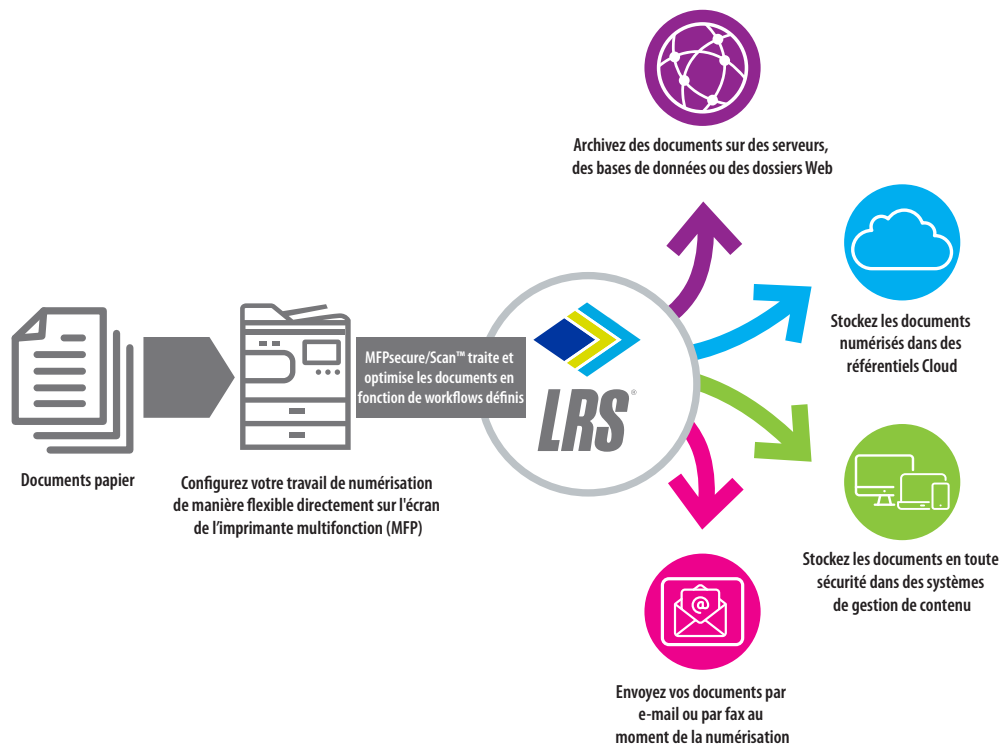 Archivez des documents sur des serveurs,
des bases de données ou des dossiers Web
Stockez les documents
numérisés dans des
référentiels Cloud
MFPsecure/Scan™ traite et
optimise les documents en
fonction de workflows définis
LRS®
Documents papier
Configurez votre travail de numérisation
de manière flexible directement sur l'écran
de l’imprimante multifonction (MFP)
@
Stockez les documents en toute
sécurité dans des systèmes
de gestion de contenu
Envoyez vos documents par
e-mail ou par fax au
moment de la numérisation